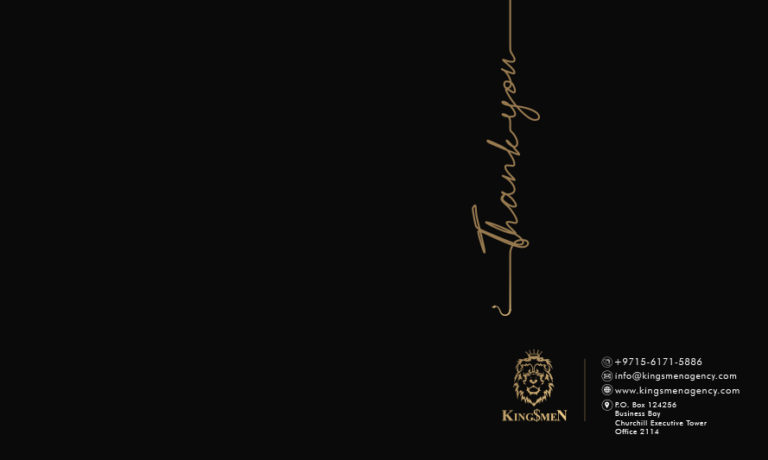 Thank you
KING$MEN
+9715-6171-5886
info@kingsmenagency.com
www.kingsmenagency.com
P.O. Box 124256
Business Bay
Churchill Executive Tower
Office 2114